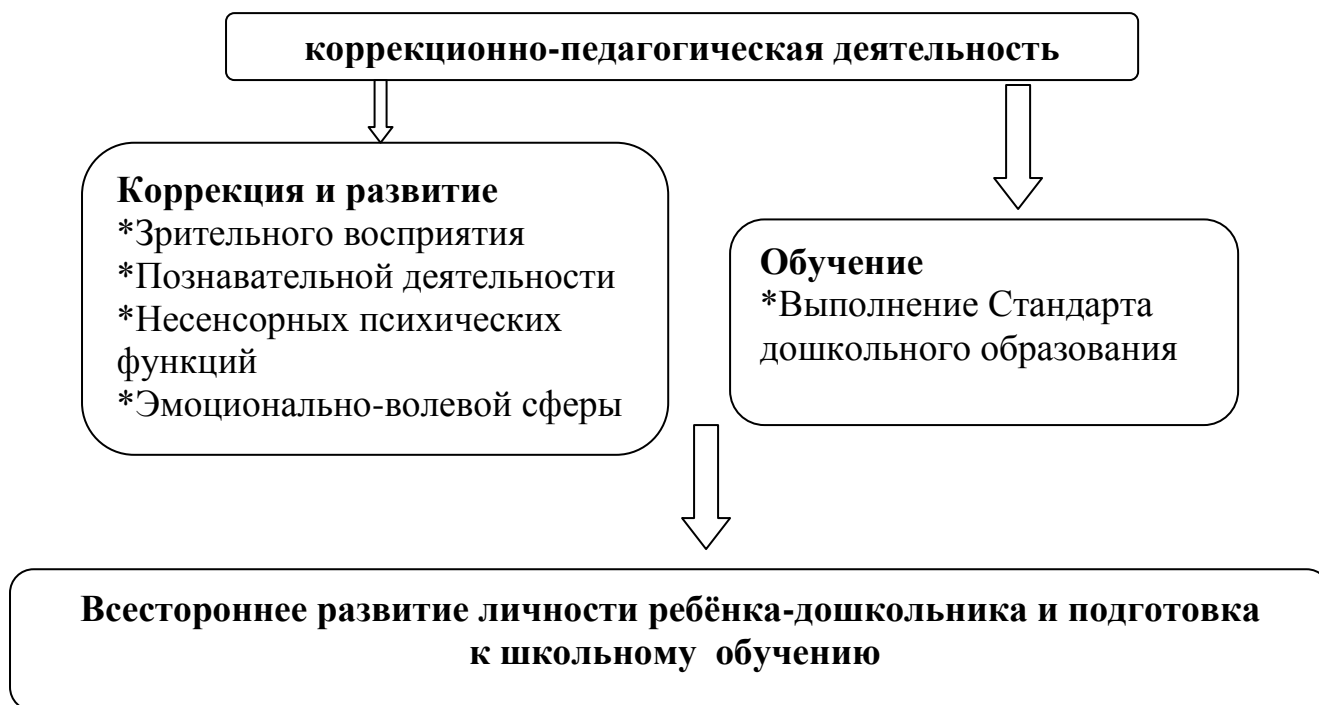 коррекционно-педагогическая деятельность
Коррекция и развитие
*Зрительного восприятия
*Познавательной деятельности
*Несенсорных психических
функций
*Эмоционально-волевой сферы
Обучение
*Выполнение Стандарта
дошкольного образования
Всестороннее развитие личности ребёнка-дошкольника и подготовка
к школьному обучению